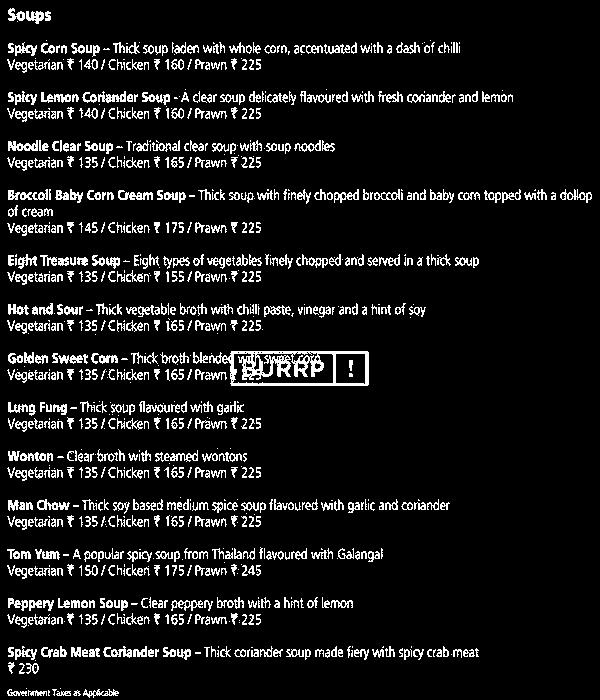 Soups
Spicy Corn Soup – Thick soup laden with whole corn, accentuated with a dash of chilli
Vegetarian ₹ 140 / Chicken ₹ 160 / Prawn ₹ 225
Spicy Lemon Coriander Soup - A clear soup delicately flavoured with fresh coriander and lemon
Vegetarian ₹ 140 / Chicken ₹ 160 / Prawn ₹ 225
Noodle Clear Soup – Traditional clear soup with soup noodles
Vegetarian ₹ 135 / Chicken ₹ 165 / Prawn ₹ 225
Broccoli Baby Corn Cream Soup – Thick soup with finely chopped broccoli and baby corn topped with a dollop
of cream
Vegetarian ₹ 145 / Chicken ₹ 175 / Prawn ₹ 225
Eight Treasure Soup – Eight types of vegetables finely chopped and served in a thick soup
Vegetarian ₹ 135 / Chicken ₹ 155 / Prawn ₹ 225
Hot and Sour – Thick vegetable broth with chilli paste, vinegar and a hint of soy
Vegetarian ₹ 135 / Chicken ₹ 165 / Prawn ₹ 225
Golden Sweet Corn – Thick broth blended with sweet corn
Vegetarian ₹ 135 / Chicken ₹ 165 / Prawn ₹ 225
BURRP !
Lung Fung – Thick soup flavoured with garlic
Vegetarian ₹ 135 / Chicken ₹ 165 / Prawn ₹ 225
Wonton – Clear broth with steamed wontons
Vegetarian ₹ 135 / Chicken ₹ 165 / Prawn ₹ 225
Man Chow – Thick soy based medium spice soup flavoured with garlic and coriander
Vegetarian ₹ 135 / Chicken ₹ 165 / Prawn ₹ 225
Tom Yum – A popular spicy soup from Thailand flavoured with Galangal
Vegetarian ₹ 150 / Chicken ₹ 175 / Prawn ₹ 245
Peppery Lemon Soup – Clear peppery broth with a hint of lemon
Vegetarian ₹ 135 / Chicken ₹ 165 / Prawn ₹ 225
Spicy Crab Meat Coriander Soup – Thick coriander soup made fiery with spicy crab meat
₹ 230
Government Taxes as Applicable